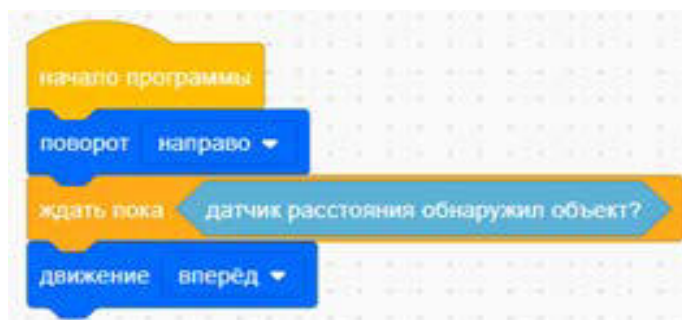 начало программы
поворот направо
ждать пока датчик расстояния обнаружил объект?
движение вперёд